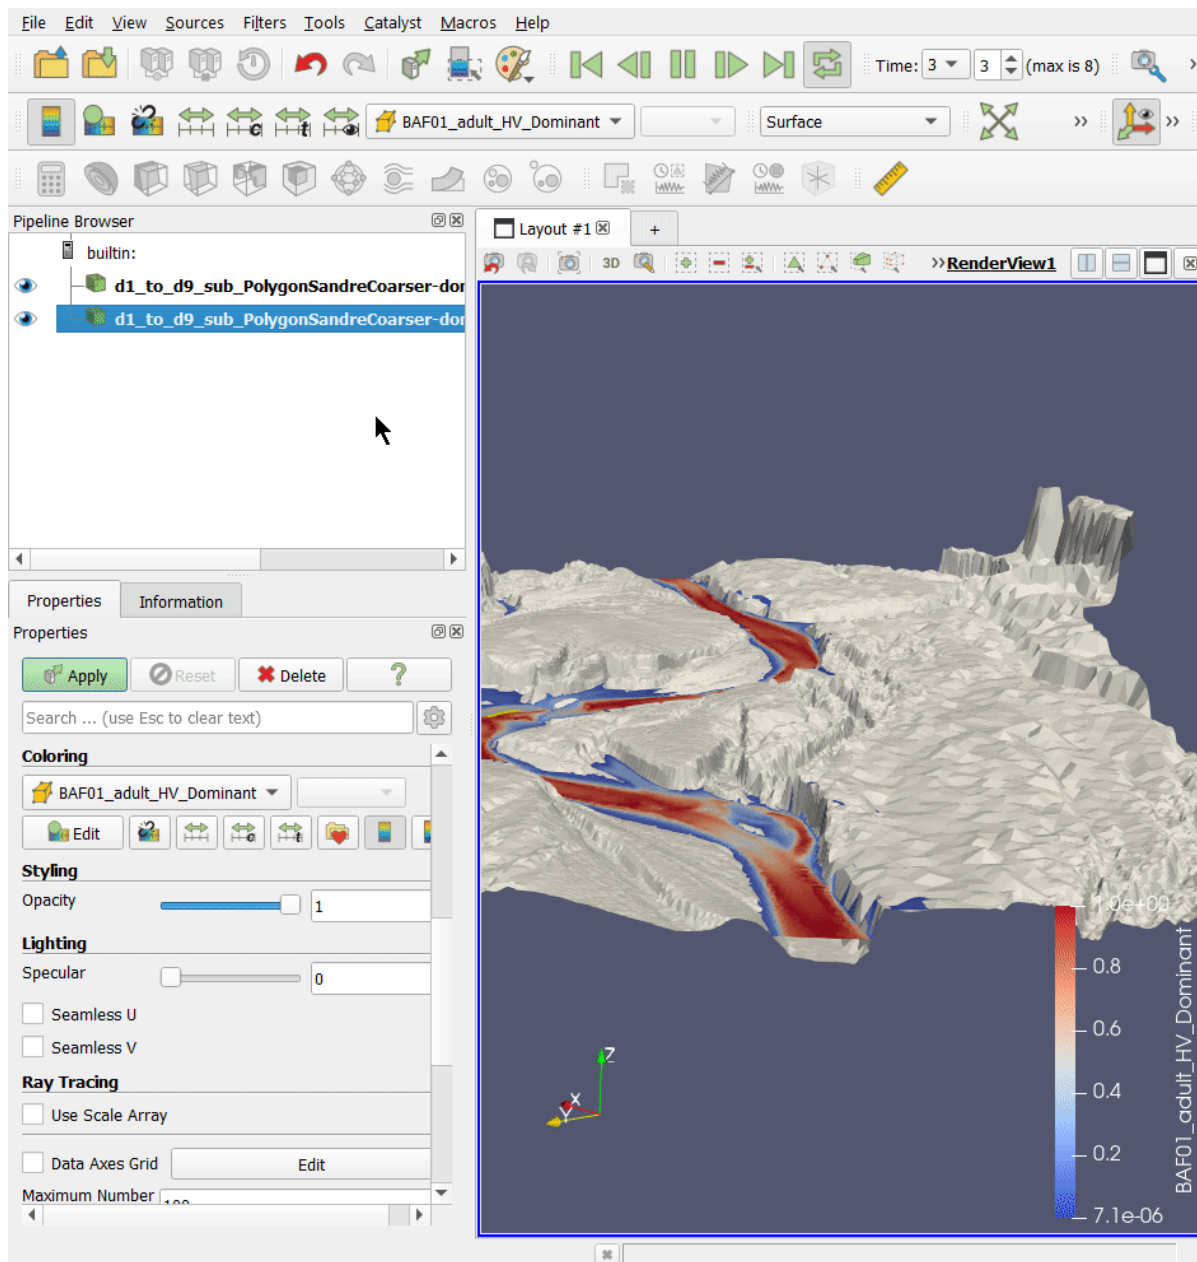 File Edit View Sources Filters Tools Catalyst Macros Help
Time: 3 3 (max is 8)
BAF01_adult_HV_Dominant Surface
Pipeline Browser
Layout #1 +
builtin:
3D RenderView1
d1_to_d9_sub_PolygonSandreCoarser-dor
d1_to_d9_sub_PolygonSandreCoarser-dor
Properties Information
Properties
Apply Reset Delete ?
Search ... (use Esc to clear text)
Coloring
BAF01_adult_HV_Dominant
Edit
Styling
Opacity 1
Lighting
Specular 0
Seamless U
Seamless V
Ray Tracing
Use Scale Array
Data Axes Grid Edit
Maximum Number 100
Z
X
Y
1.0e+00
0.8
0.6
0.4
0.2
7.1e-06
BAF01_adult_HV_Dominant